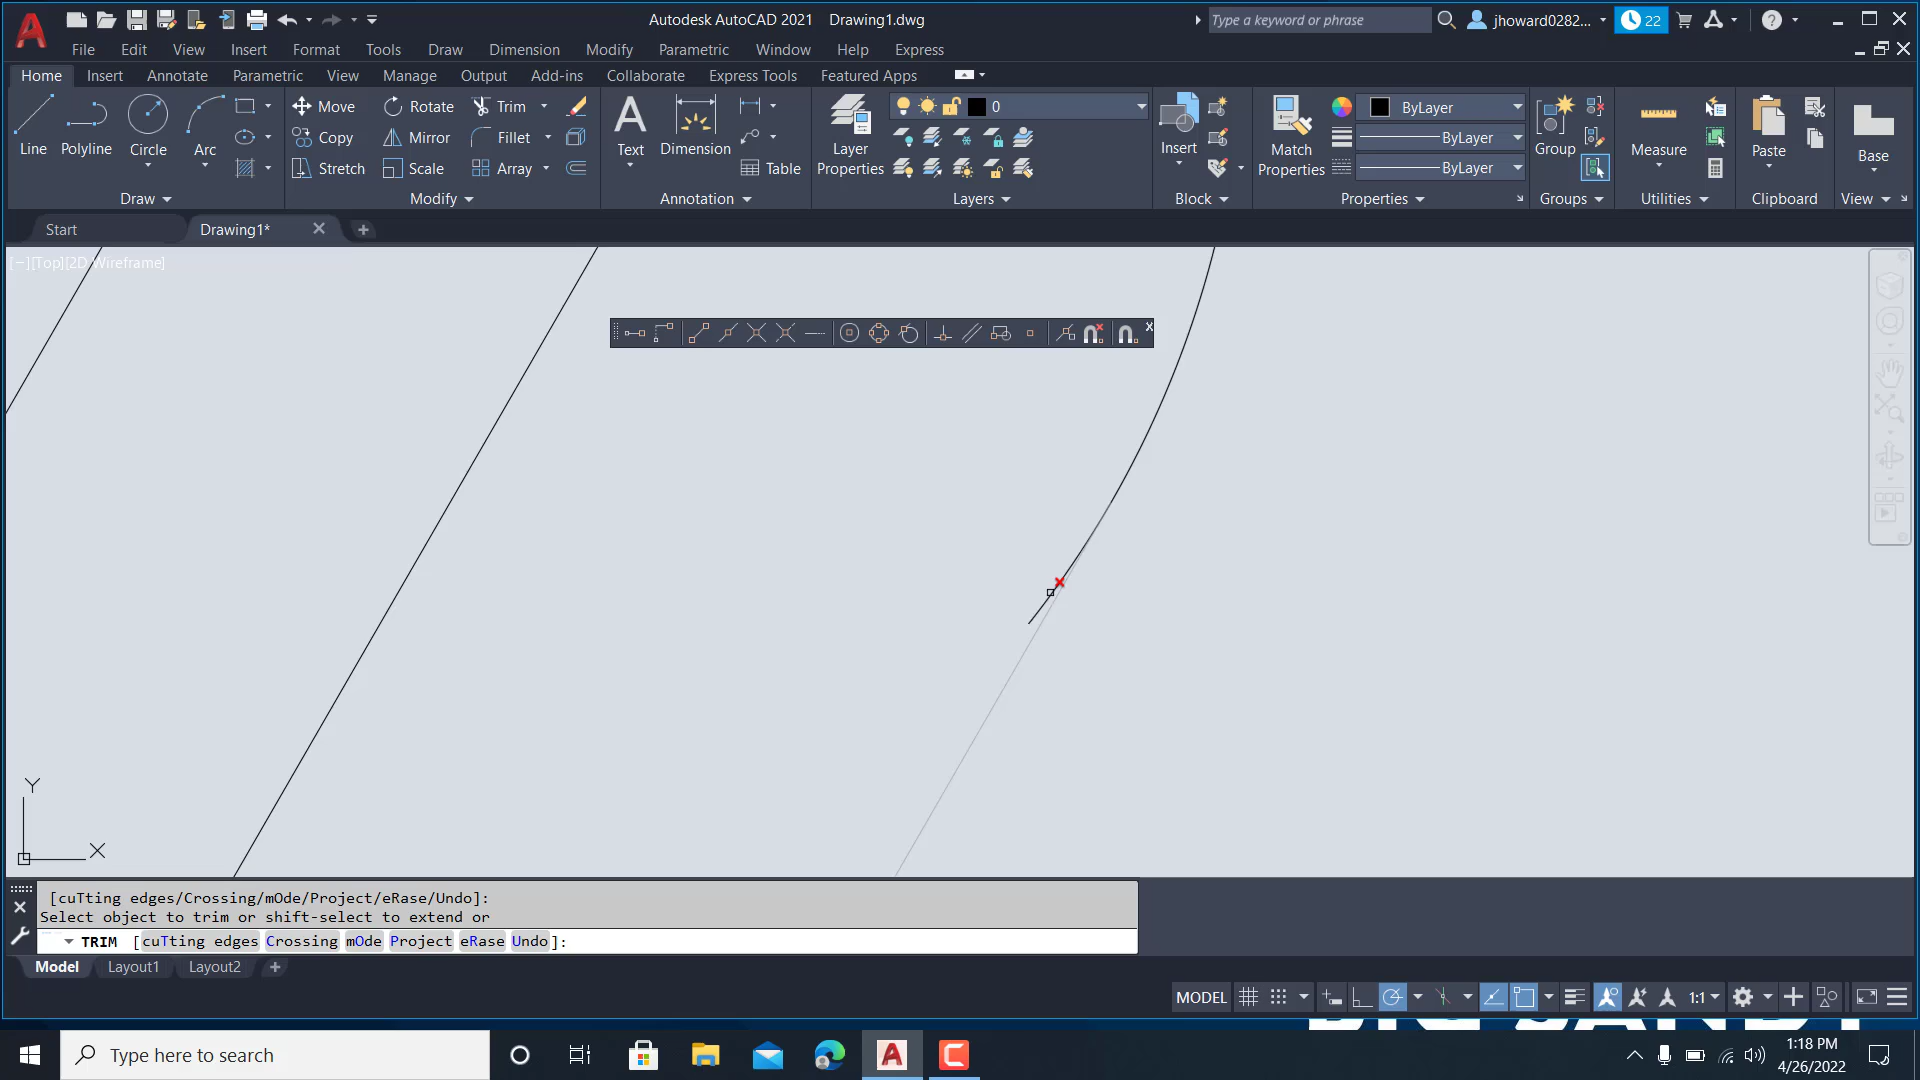 Autodesk AutoCAD 2021 Drawing1.dwg
Type a keyword or phrase
jhoward0282...
22
File Edit View Insert Format Tools Draw Dimension Modify Parametric Window Help Express
Home Insert Annotate Parametric View Manage Output Add-ins Collaborate Express Tools Featured Apps
Line Polyline Circle Arc
Draw
Move Rotate Trim
Copy Mirror Fillet
Stretch Scale Array
Modify
Text Dimension Table
Annotation
Layer Properties
0
Layers
Insert
Block
Match Properties
ByLayer
ByLayer
ByLayer
Properties
Group
Groups
Measure
Utilities
Paste
Clipboard
Base
View
Start Drawing1*
[−][Top][2D Wireframe]
X
Y
X
[cuTting edges/Crossing/mOde/Project/eRase/Undo]:
Select object to trim or shift-select to extend or
TRIM [cuTting edges Crossing mOde Project eRase Undo]:
Model Layout1 Layout2
MODEL 1:1
Type here to search
1:18 PM
4/26/2022